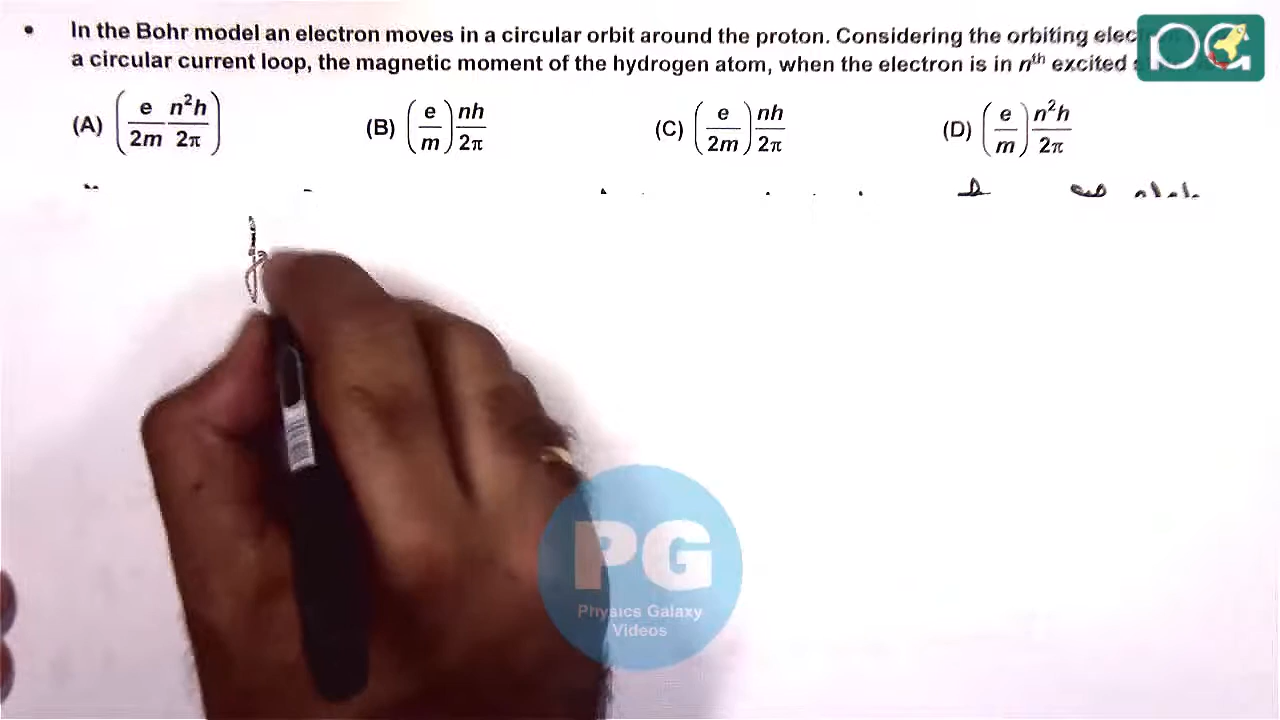 • In the Bohr model an electron moves in a circular orbit around the proton. Considering the orbiting
a circular current loop, the magnetic moment of the hydrogen atom, when the electron is in nᵗʰ excited
(A) (e/2m n²h/2π) (B) (e/m) nh/2π (C) (e/2m) nh/2π (D) (e/m) n²h/2π
PG
PG
Physics Galaxy
Videos